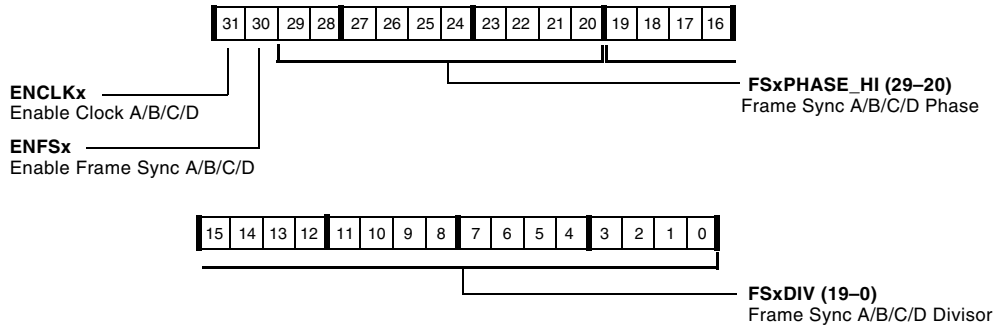 31 30 29 28 27 26 25 24 23 22 21 20 19 18 17 16
ENCLKx
Enable Clock A/B/C/D
FSxPHASE_HI (29–20)
Frame Sync A/B/C/D Phase
ENFSx
Enable Frame Sync A/B/C/D
15 14 13 12 11 10 9 8 7 6 5 4 3 2 1 0
FSxDIV (19–0)
Frame Sync A/B/C/D Divisor